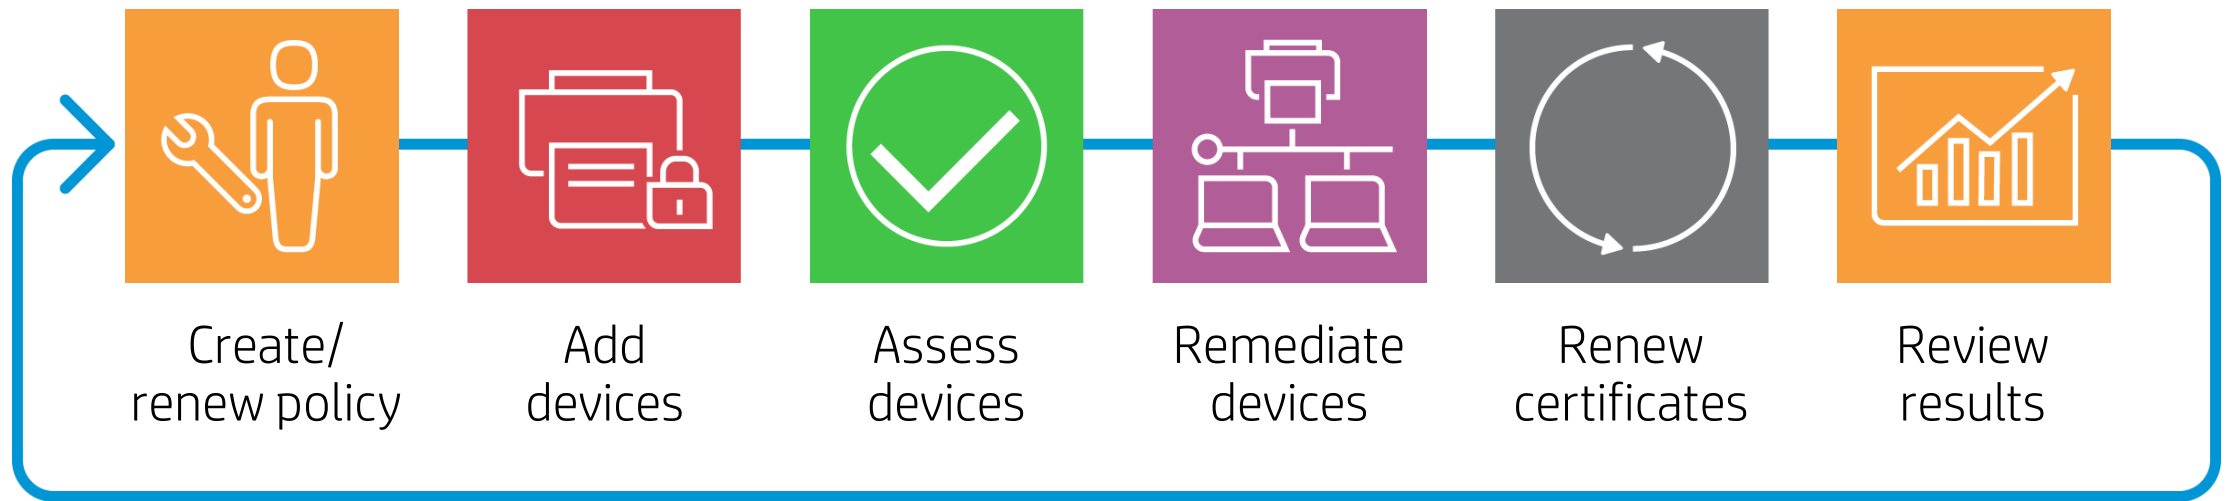 Create/
renew policy
Add
devices
Assess
devices
Remediate
devices
Renew
certificates
Review
results